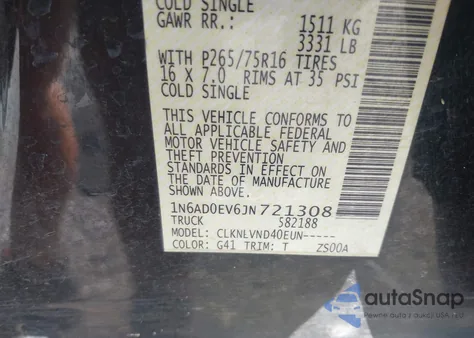 COLD SINGLE
GAWR RR.: 1511 KG
3331 LB
WITH P265/75R16 TIRES
16 X 7.0 RIMS AT 35 PSI
COLD SINGLE
THIS VEHICLE CONFORMS TO
ALL APPLICABLE FEDERAL
MOTOR VEHICLE SAFETY AND
THEFT PREVENTION
STANDARDS IN EFFECT ON
THE DATE OF MANUFACTURE
SHOWN ABOVE.
1N6AD0EV6JN721308
TRUCK 582188
MODEL: CLKNLVND40EUN-----
COLOR: G41 TRIM: T ZS00A
autoSnap